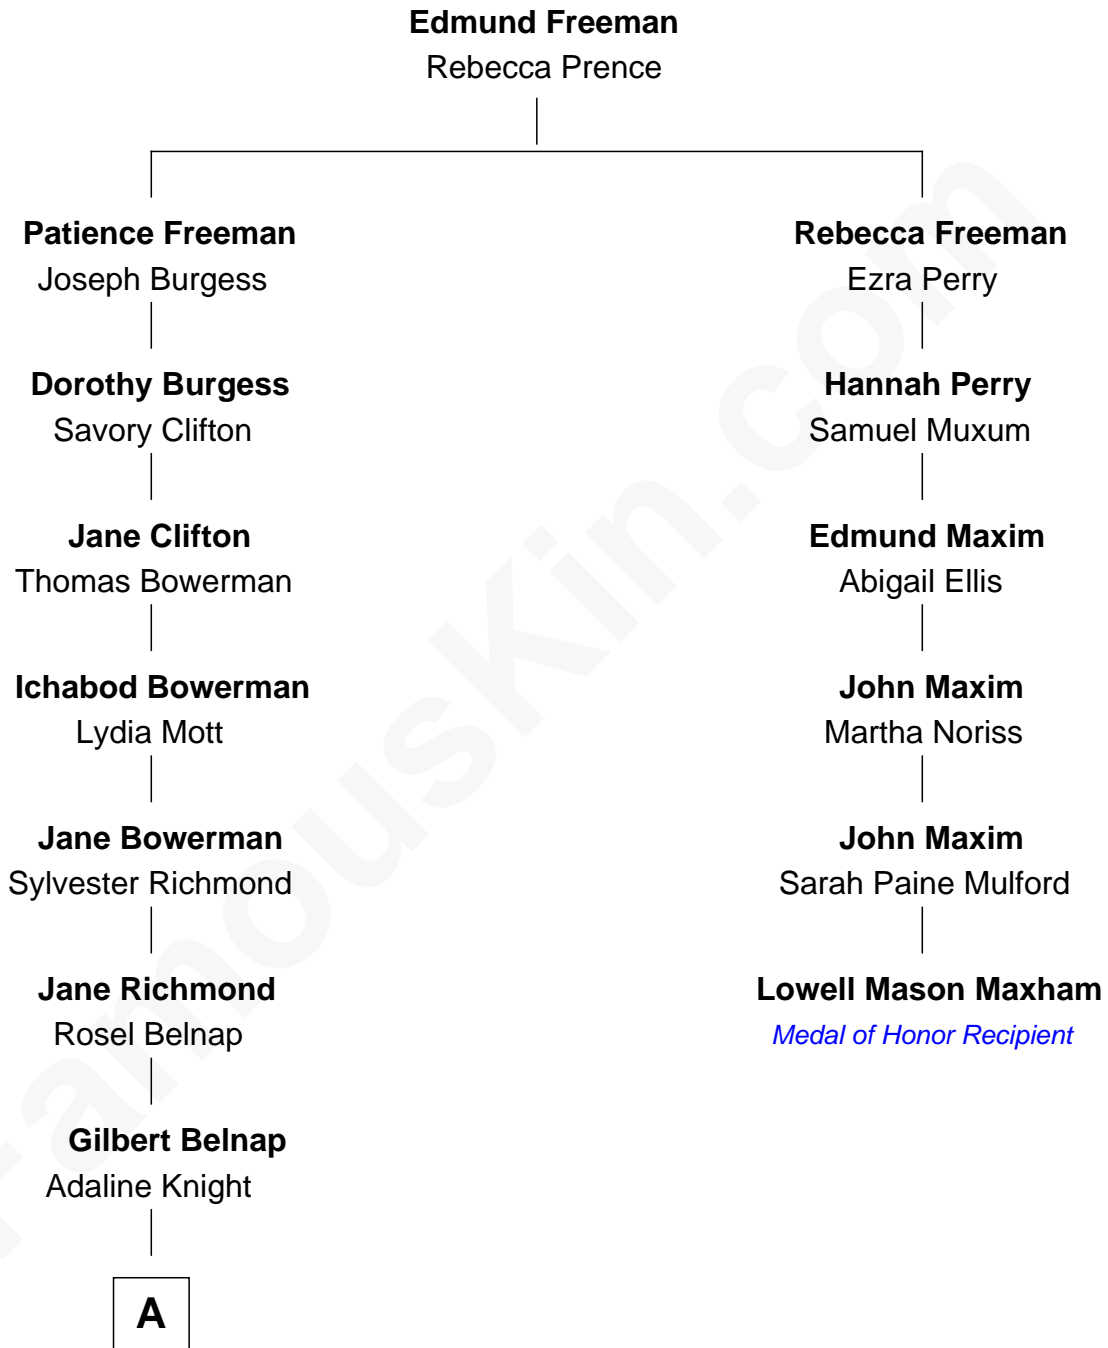 Edmund Freeman
Rebecca Prence
Patience Freeman
Joseph Burgess
Dorothy Burgess
Savory Clifton
Jane Clifton
Thomas Bowerman
Ichabod Bowerman
Lydia Mott
Jane Bowerman
Sylvester Richmond
Jane Richmond
Rosel Belnap
Gilbert Belnap
Adaline Knight
A
Rebecca Freeman
Ezra Perry
Hannah Perry
Samuel Muxum
Edmund Maxim
Abigail Ellis
John Maxim
Martha Noriss
John Maxim
Sarah Paine Mulford
Lowell Mason Maxham
Medal of Honor Recipient
FamousKin.com